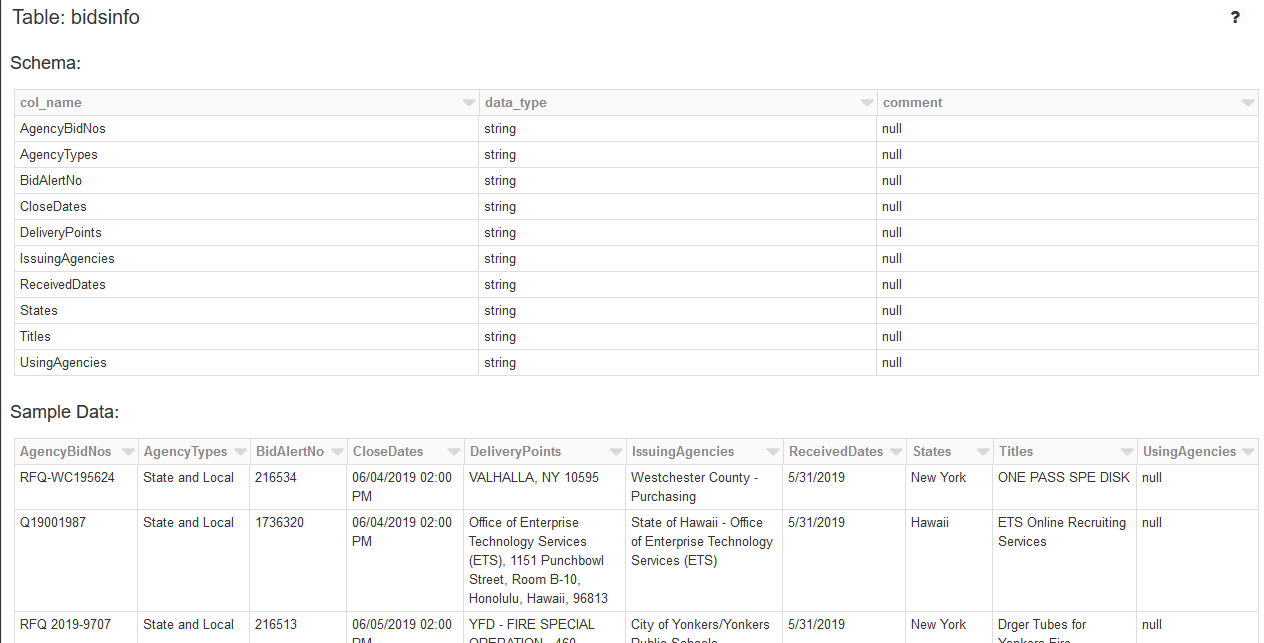 Table: bidsinfo ?
Schema:
col_name data_type comment
AgencyBidNos string null
AgencyTypes string null
BidAlertNo string null
CloseDates string null
DeliveryPoints string null
IssuingAgencies string null
ReceivedDates string null
States string null
Titles string null
UsingAgencies string null
Sample Data:
AgencyBidNos AgencyTypes BidAlertNo CloseDates DeliveryPoints IssuingAgencies ReceivedDates States Titles UsingAgencies
RFQ-WC195624 State and Local 216534 06/04/2019 02:00 VALHALLA, NY 10595 Westchester County - 5/31/2019 New York ONE PASS SPE DISK null
PM Purchasing
Q19001987 State and Local 1736320 06/04/2019 02:00 Office of Enterprise State of Hawaii - Office 5/31/2019 Hawaii ETS Online Recruiting null
PM Technology Services of Enterprise Technology Services
(ETS), 1151 Punchbowl Services (ETS)
Street, Room B-10,
Honolulu, Hawaii, 96813
RFQ 2019-9707 State and Local 216513 06/05/2019 02:00 YFD - FIRE SPECIAL City of Yonkers/Yonkers 5/31/2019 New York Drger Tubes for null
PM OPERATION - 460 Public Schools Yonkers Fire